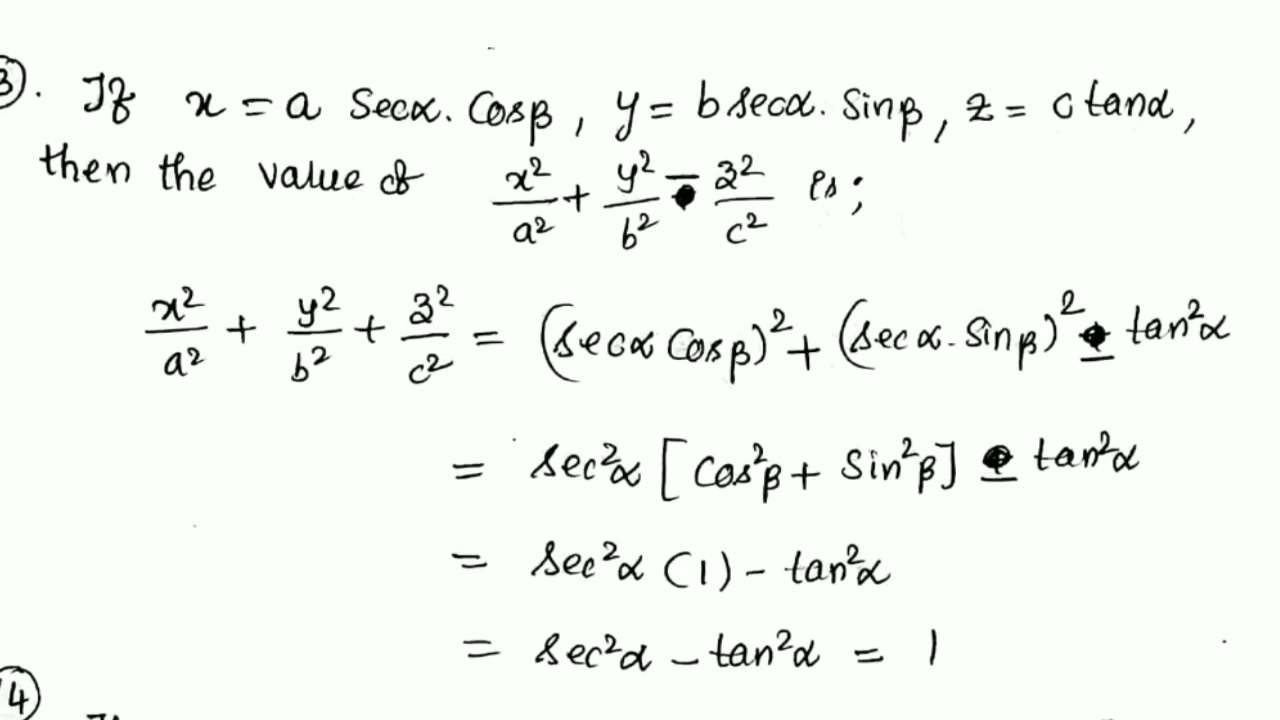 3. If x = a secα. Cosβ, y = b secα. Sinβ, z = c tanα,
then the value of x²/a² + y²/b² - z²/c² is;
x²/a² + y²/b² + z²/c² = (secα Cosβ)² + (secα. Sinβ)² - tan²α
= sec²α [Cos²β + Sin²β] - tan²α
= sec²α (1) - tan²α
= sec²α - tan²α = 1
14